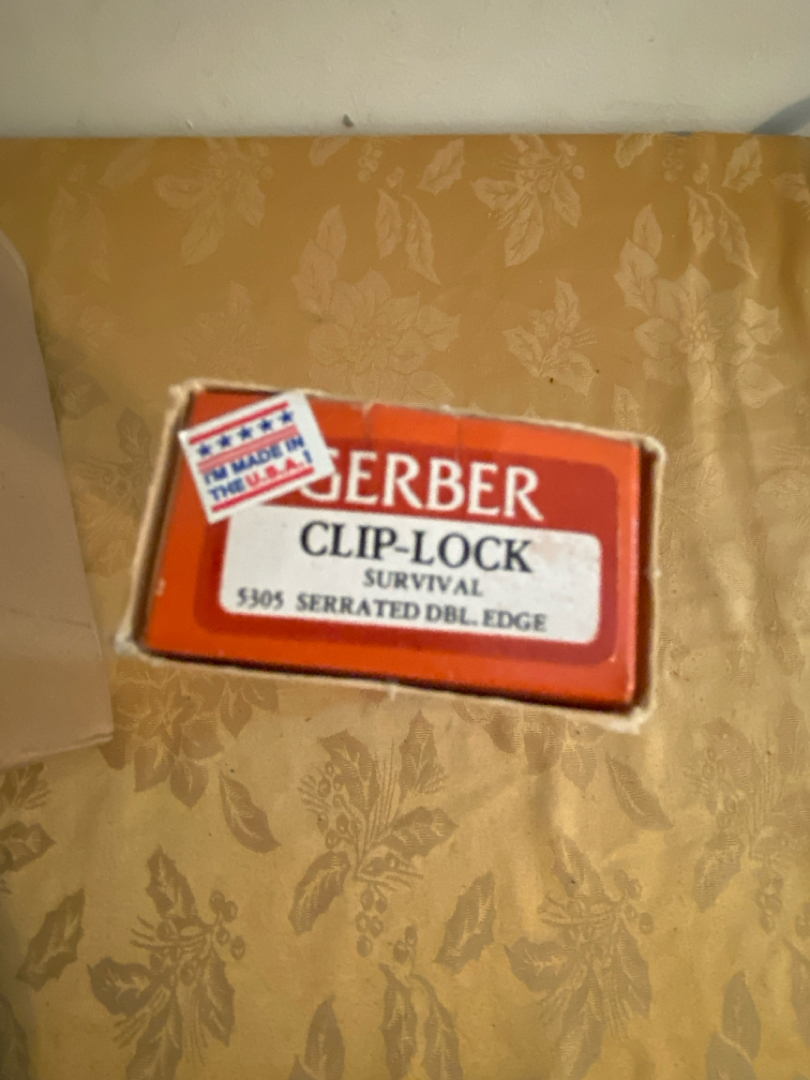 I'M MADE IN
THE U.S.A.!
GERBER
CLIP-LOCK
SURVIVAL
5305 SERRATED DBL. EDGE